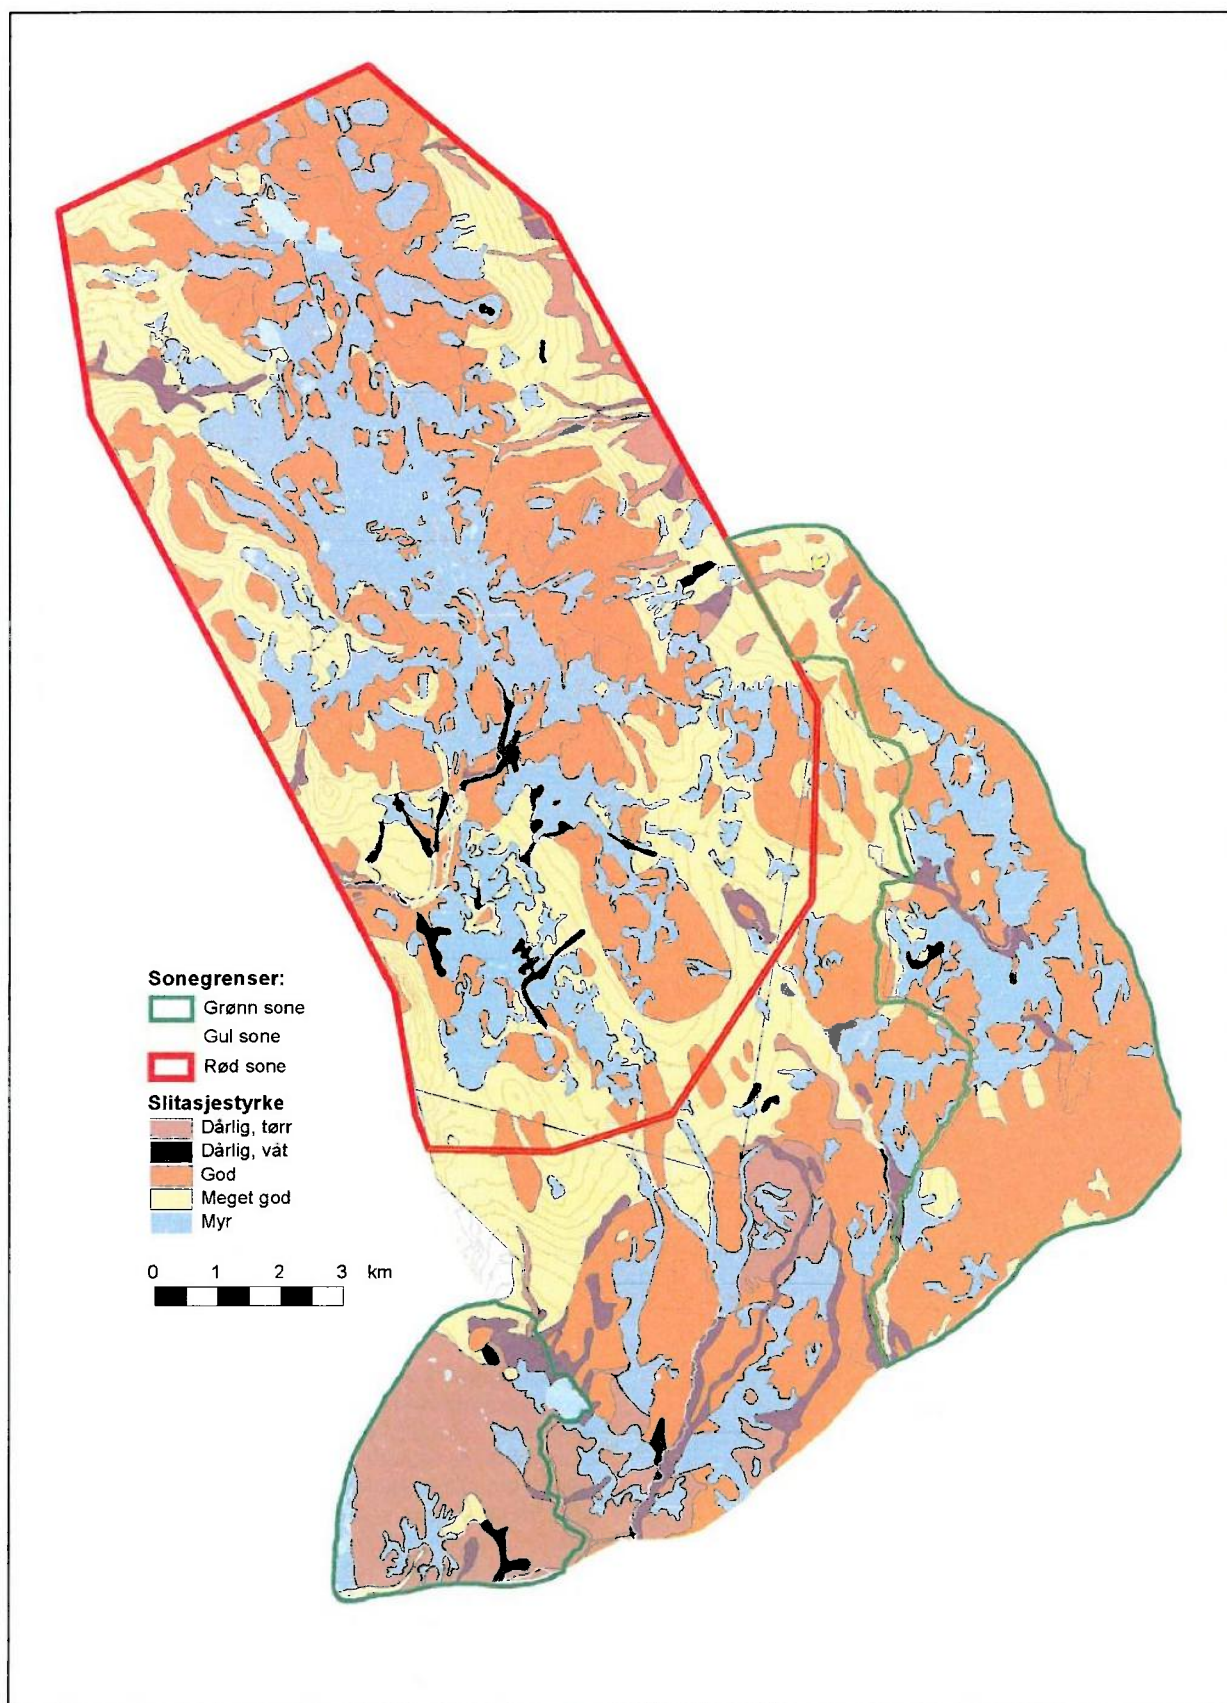 Sonegrenser:
Grønn sone
Gul sone
Rød sone
Slitasjestyrke
Dårlig, tørr
Dårlig, våt
God
Meget god
Myr
0 1 2 3 km